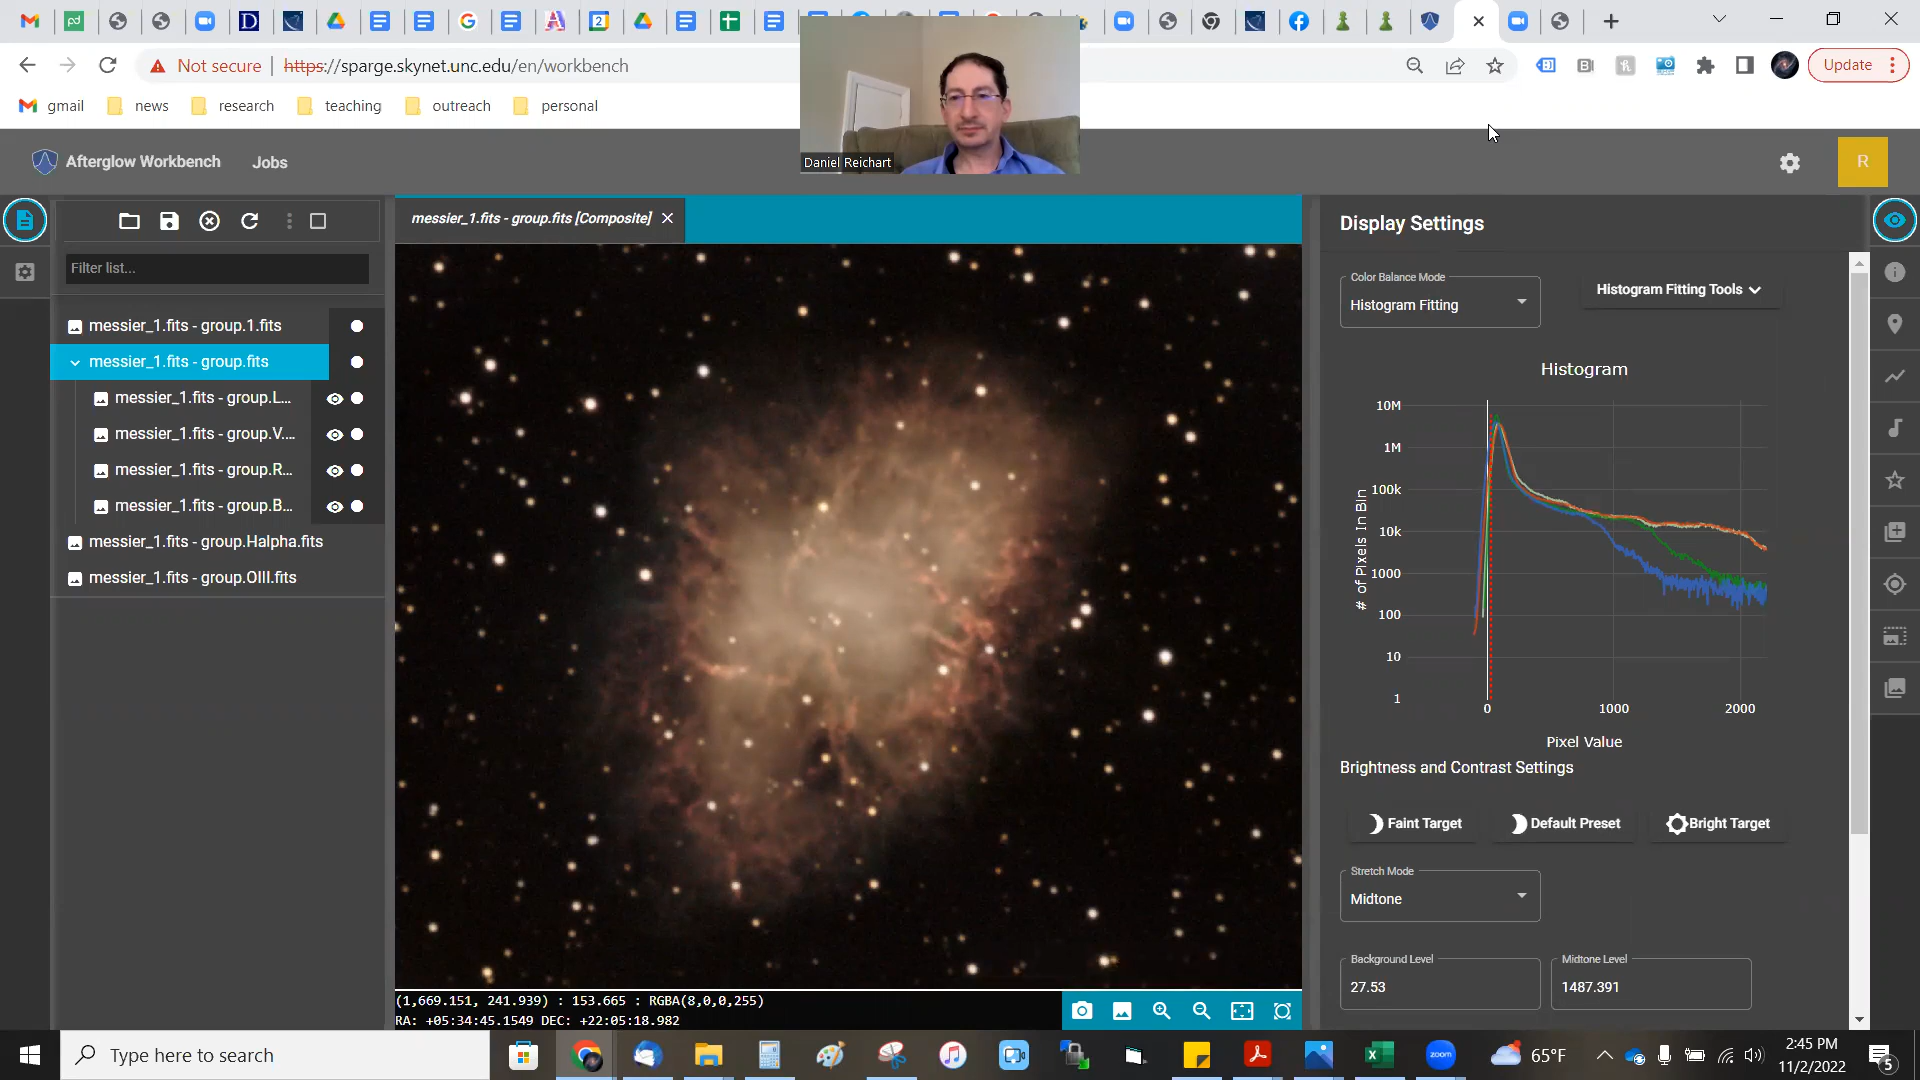 2
Not secure | https://sparge.skynet.unc.edu/en/workbench
Update
gmail news research teaching outreach personal
Daniel Reichart
Afterglow Workbench Jobs
R
messier_1.fits - group.fits [Composite]
Display Settings
Filter list...
Color Balance Mode
Histogram Fitting
Histogram Fitting Tools
messier_1.fits - group.1.fits
messier_1.fits - group.fits
messier_1.fits - group.L...
messier_1.fits - group.V....
messier_1.fits - group.R...
messier_1.fits - group.B...
messier_1.fits - group.Halpha.fits
messier_1.fits - group.OIII.fits
Histogram
10M
1M
100k
10k
1000
100
10
1
# of Pixels In Bin
0 1000 2000
Pixel Value
Brightness and Contrast Settings
Faint Target Default Preset Bright Target
Stretch Mode
Midtone
Background Level
27.53
Midtone Level
1487.391
(1,669.151, 241.939) : 153.665 : RGBA(8,0,0,255)
RA: +05:34:45.1549 DEC: +22:05:18.982
Type here to search
zoom
65°F
2:45 PM
11/2/2022
5